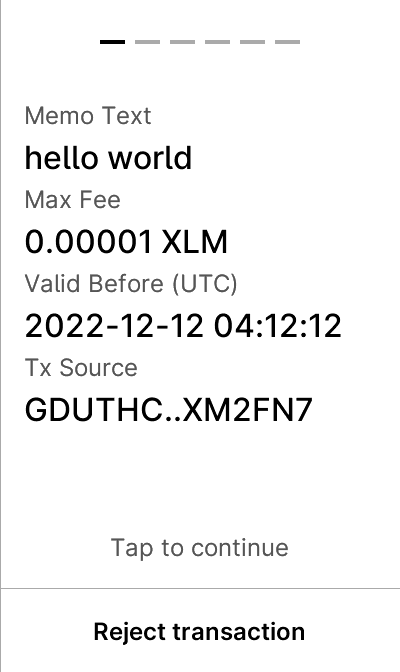 Memo Text
hello world
Max Fee
0.00001 XLM
Valid Before (UTC)
2022-12-12 04:12:12
Tx Source
GDUTHC..XM2FN7
Tap to continue
Reject transaction